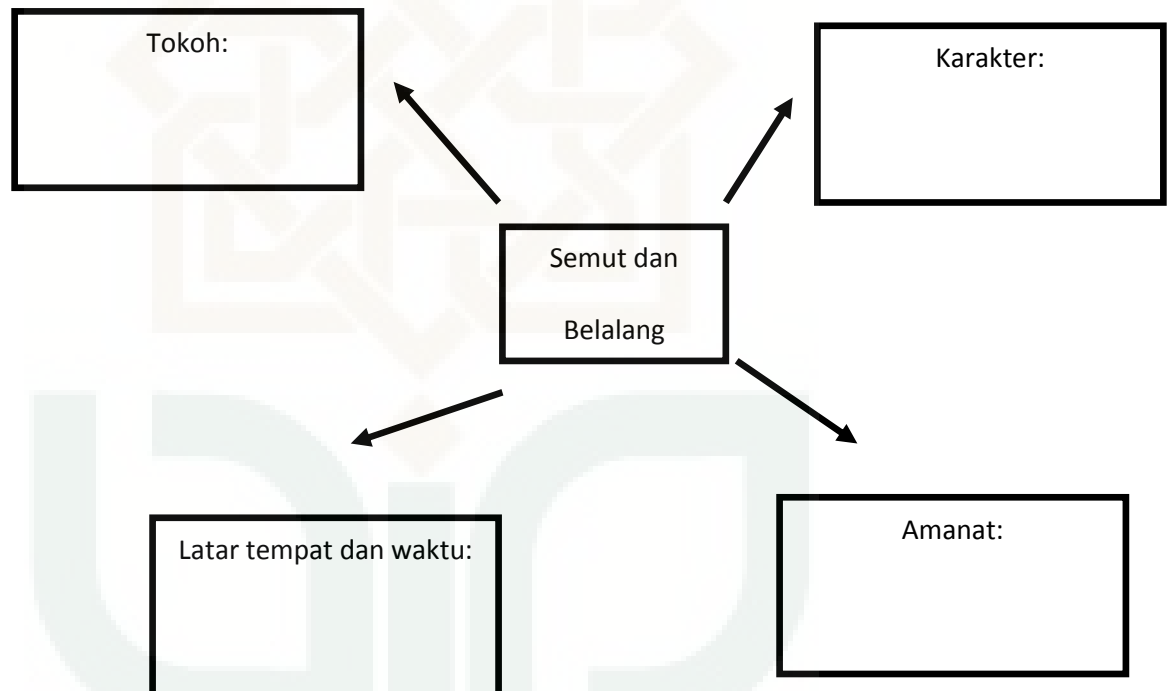 Tokoh:
Karakter:
Semut dan
Belalang
Latar tempat dan waktu:
Amanat: